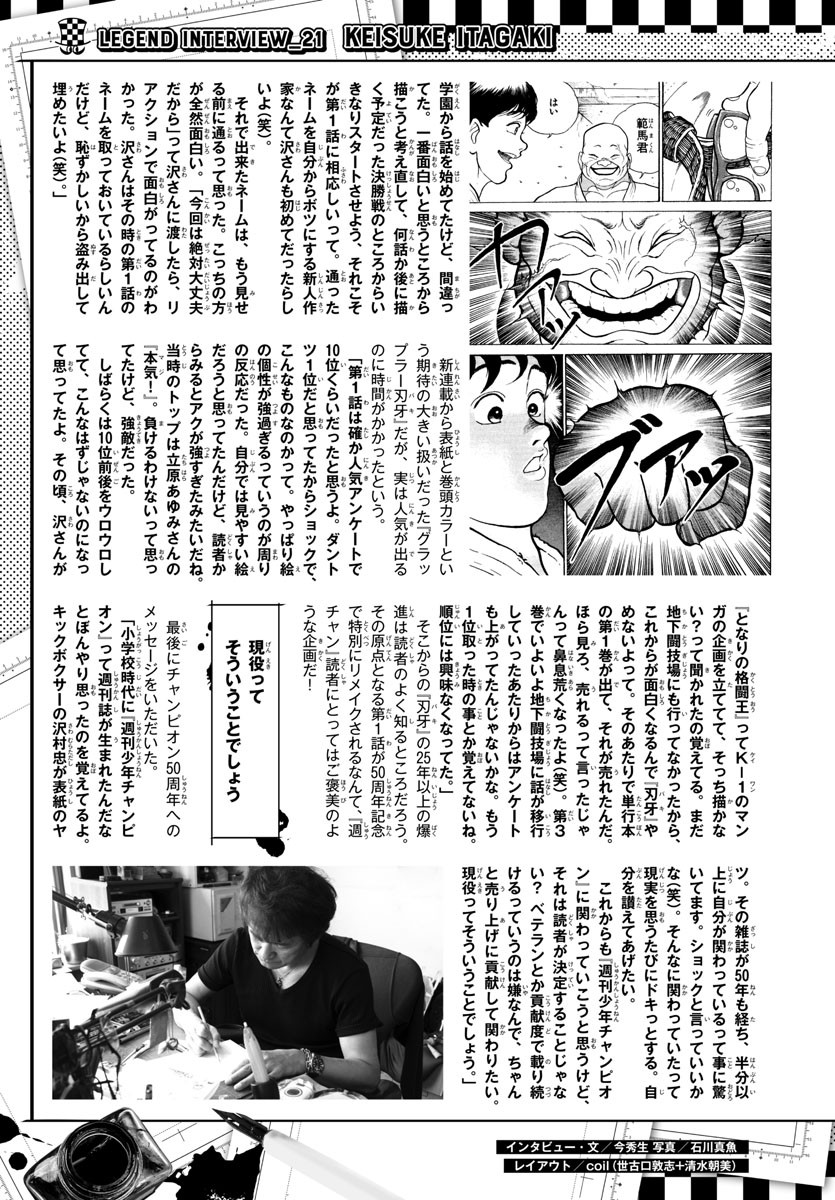 LEGEND INTERVIEW_21 KEISUKE ITAGAKI
範馬君
はい
カアッ
ブアッ
学園から話を始めてたけど、間違っ
てた。一番面白いと思うところから
描こうと考え直して、何話か後に描
く予定だった決勝戦のところからい
きなりスタートさせよう、それこそ
が第1話に相応しいって。通った
ネームを自分からボツにする新人作
家なんて沢さんも初めてだったらし
いよ(笑)。
それで出来たネームは、もう見せ
る前に通るって思った。こっちの方
が全然面白い。「今回は絶対大丈夫
だから」って沢さんに渡したら、リ
アクションで面白がってるのがわ
かった。沢さんはその時の第1話の
ネームを取っておいているらしいん
だけど、恥ずかしいから盗み出して
埋めたいよ(笑)。」
新連載から表紙と巻頭カラーとい
う期待の大きい扱いだった『グラッ
プラー刃牙』だが、実は人気が出る
のに時間がかかったという。
「第1話は確か人気アンケートで
10位くらいだったと思うよ。ダント
ツ1位だと思ってたからショックで、
こんなものなのかって。やっぱり絵
の個性が強過ぎるっていうのが周り
の反応だった。自分では見やすい絵
だろうと思ってたんだけど、読者か
らみるとアクが強すぎたみたいだね。
当時のトップは立原あゆみさんの
『本気!』。負けるわけないって思っ
てたけど、強敵だった。
しばらくは10位前後をウロウロし
てて、こんなはずじゃないのになっ
て思ってたよ。その頃、沢さんが
『となりの格闘王』ってK-1のマン
ガの企画を立ててて、そっち描かな
い?って聞かれたの覚えてる。まだ
地下闘技場にも行ってなかったから、
これからが面白くなるんで『刃牙』や
めないよって。そのあたりで単行本
の第1巻が出て、それが売れたんだ。
ほら見ろ、売れるって言ったじゃ
んって鼻息荒くなったよ(笑)。第3
巻でいよいよ地下闘技場に話が移行
していったあたりからはアンケート
も上がってたんじゃないかな。もう
1位取った時の事とか覚えてないね。
順位には興味なくなってた。」
そこからの『刃牙』の25年以上の爆
進は読者のよく知るところだろう。
その原点となる第1話が50周年記念
で特別にリメイクされるなんて、『週
チャン』読者にとってはご褒美のよ
うな企画だ!
現役って
そういうことでしょう
最後にチャンピオン50周年への
メッセージをいただいた。
「小学校時代に『週刊少年チャンピ
オン』って週刊誌が生まれたんだな
とぼんやり思ったのを覚えてるよ。
キックボクサーの沢村忠が表紙のヤ
ツ。その雑誌が50年も経ち、半分以
上に自分が関わっているって事に驚
いてます。ショックと言っていいか
な(笑)。そんなに関わっていたって
現実を思うたびにドキっとする。自
分を讃えてあげたい。
これからも『週刊少年チャンピオ
ン』に関わっていこうと思うけど、
それは読者が決定することじゃな
い?ベテランとか貢献度で載り続
けるっていうのは嫌なんで、ちゃん
と売り上げに貢献して関わりたい。
現役ってそういうことでしょう。」
インタビュー・文/今秀生 写真/石川真魚
レイアウト/coil(世古口敦志+清水朝美)